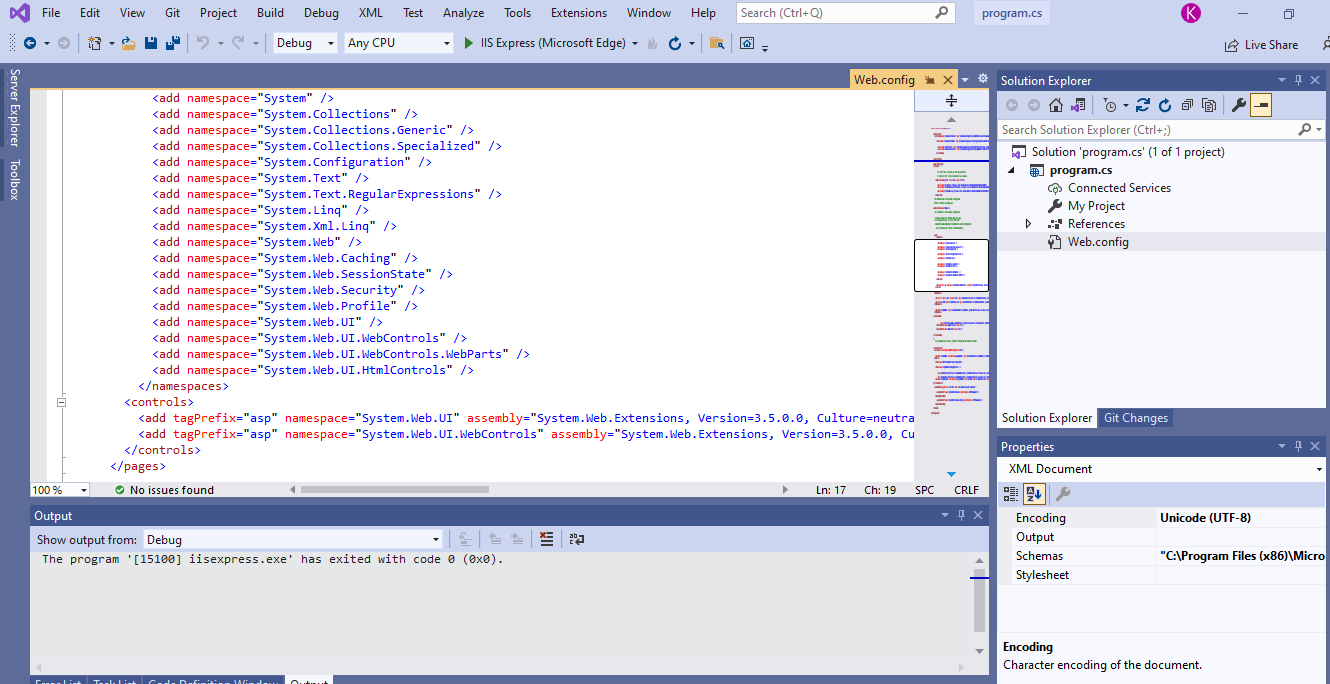 File Edit View Git Project Build Debug XML Test Analyze Tools Extensions Window Help Search (Ctrl+Q) program.cs K
Debug Any CPU IIS Express (Microsoft Edge) Live Share
Server Explorer
Toolbox
Web.config
<add namespace="System" />
<add namespace="System.Collections" />
<add namespace="System.Collections.Generic" />
<add namespace="System.Collections.Specialized" />
<add namespace="System.Configuration" />
<add namespace="System.Text" />
<add namespace="System.Text.RegularExpressions" />
<add namespace="System.Linq" />
<add namespace="System.Xml.Linq" />
<add namespace="System.Web" />
<add namespace="System.Web.Caching" />
<add namespace="System.Web.SessionState" />
<add namespace="System.Web.Security" />
<add namespace="System.Web.Profile" />
<add namespace="System.Web.UI" />
<add namespace="System.Web.UI.WebControls" />
<add namespace="System.Web.UI.WebControls.WebParts" />
<add namespace="System.Web.UI.HtmlControls" />
</namespaces>
<controls>
<add tagPrefix="asp" namespace="System.Web.UI" assembly="System.Web.Extensions, Version=3.5.0.0, Culture=neutra
<add tagPrefix="asp" namespace="System.Web.UI.WebControls" assembly="System.Web.Extensions, Version=3.5.0.0, Cu
</controls>
</pages>
100 % No issues found Ln: 17 Ch: 19 SPC CRLF
Output
Show output from: Debug
The program '[15100] iisexpress.exe' has exited with code 0 (0x0).
Error List Task List Code Definition Window Output
Solution Explorer
Search Solution Explorer (Ctrl+;)
Solution 'program.cs' (1 of 1 project)
program.cs
Connected Services
My Project
References
Web.config
Solution Explorer Git Changes
Properties
XML Document
Encoding Unicode (UTF-8)
Output
Schemas "C:\Program Files (x86)\Micro
Stylesheet
Encoding
Character encoding of the document.